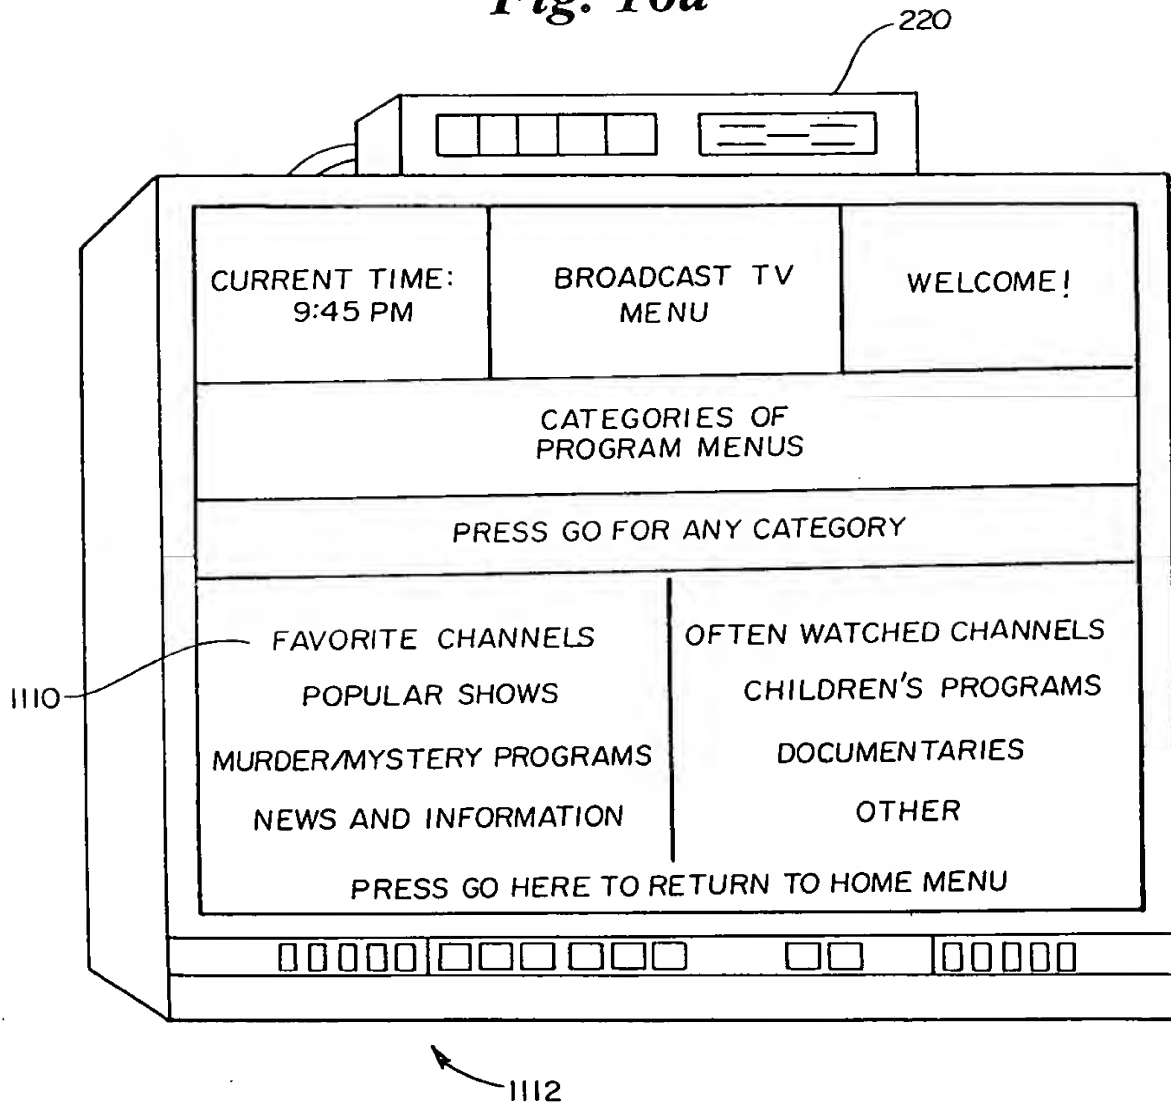 Fig. 16a
220
CURRENT TIME:
9:45 PM
BROADCAST TV
MENU
WELCOME!
CATEGORIES OF
PROGRAM MENUS
PRESS GO FOR ANY CATEGORY
FAVORITE CHANNELS
OFTEN WATCHED CHANNELS
1110
POPULAR SHOWS
CHILDREN'S PROGRAMS
MURDER/MYSTERY PROGRAMS
DOCUMENTARIES
NEWS AND INFORMATION
OTHER
PRESS GO HERE TO RETURN TO HOME MENU
1112